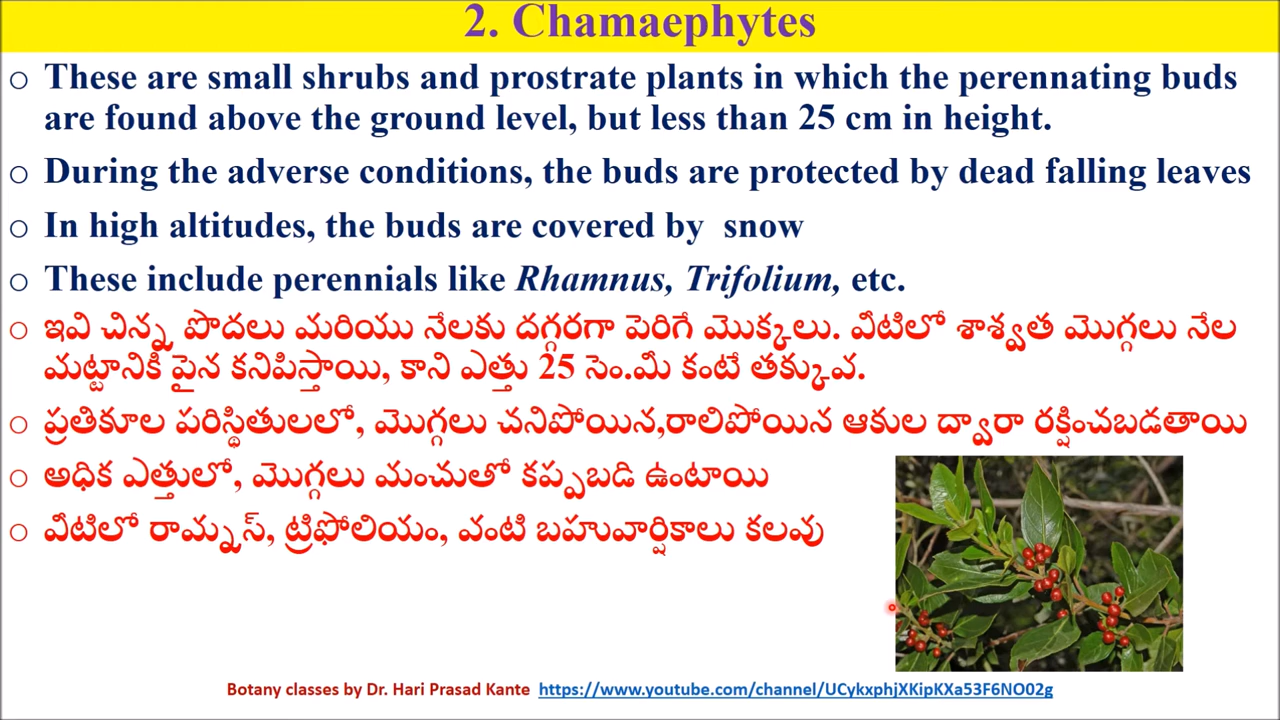 2. Chamaephytes
○ These are small shrubs and prostrate plants in which the perennating buds
are found above the ground level, but less than 25 cm in height.
○ During the adverse conditions, the buds are protected by dead falling leaves
○ In high altitudes, the buds are covered by snow
○ These include perennials like Rhamnus, Trifolium, etc.
○ ఇవి చిన్న పొదలు మరియు నేలకు దగ్గరగా పెరిగే మొక్కలు. వీటిలో శాశ్వత మొగ్గలు నేల
మట్టానికి పైన కనిపిస్తాయి, కాని ఎత్తు 25 సెం.మీ కంటే తక్కువ.
○ ప్రతికూల పరిస్థితులలో, మొగ్గలు చనిపోయిన,రాలిపోయిన ఆకుల ద్వారా రక్షించబడతాయి
○ అధిక ఎత్తులో, మొగ్గలు మంచుతో కప్పబడి ఉంటాయి
○ వీటిలో రామ్నస్, ట్రిఫోలియం, వంటి బహువార్షికాలు కలవు
Botany classes by Dr. Hari Prasad Kante https://www.youtube.com/channel/UCykxphjXKipKXa53F6NO02g